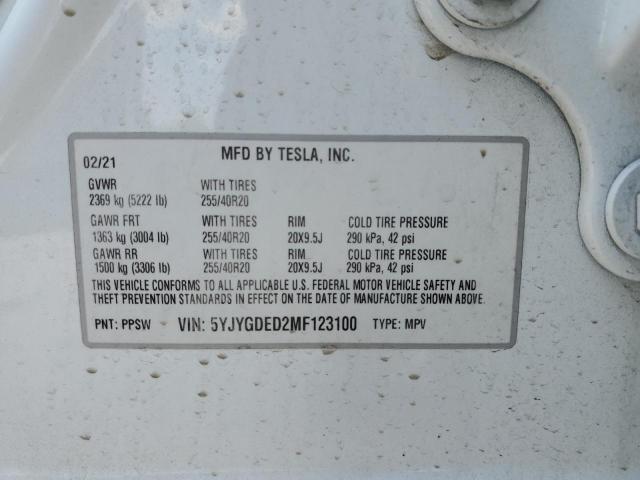 02/21 MFD BY TESLA, INC.
GVWR WITH TIRES
2369 kg (5222 lb) 255/40R20
GAWR FRT WITH TIRES RIM COLD TIRE PRESSURE
1363 kg (3004 lb) 255/40R20 20X9.5J 290 kPa, 42 psi
GAWR RR WITH TIRES RIM COLD TIRE PRESSURE
1500 kg (3306 lb) 255/40R20 20X9.5J 290 kPa, 42 psi
THIS VEHICLE CONFORMS TO ALL APPLICABLE U.S. FEDERAL MOTOR VEHICLE SAFETY AND
THEFT PREVENTION STANDARDS IN EFFECT ON THE DATE OF MANUFACTURE SHOWN ABOVE.
PNT: PPSW VIN: 5YJYGDED2MF123100 TYPE: MPV